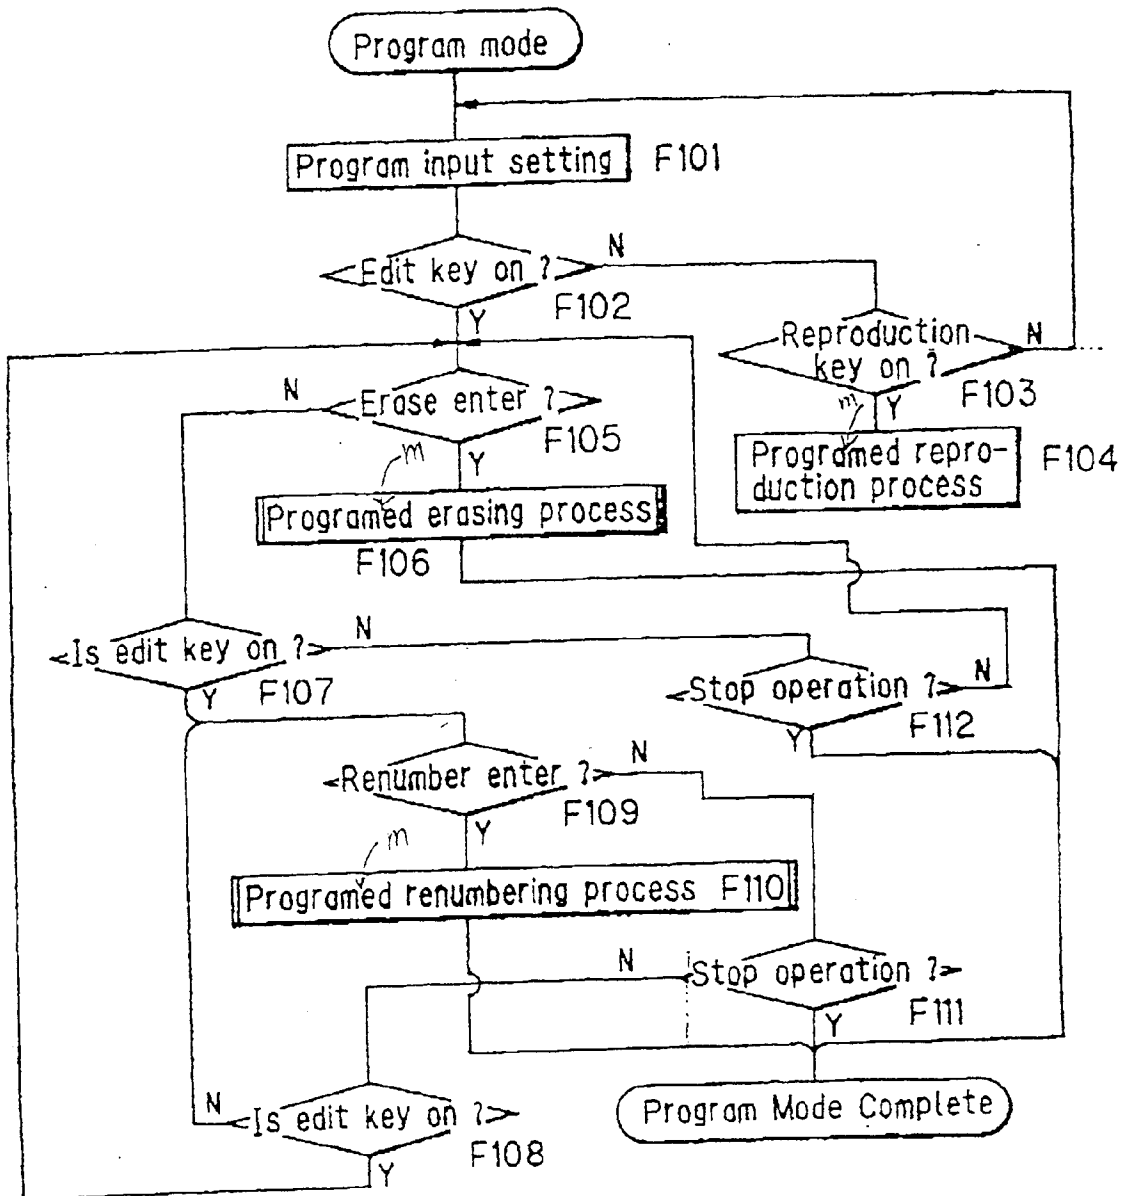 Program mode
Program input setting F101
Edit key on ? N
F102
Y
Reproduction N
key on ?
F103
Y
m
Programed repro-
duction process
F104
N Erase enter ?
F105
Y
m
Programed erasing process
F106
Is edit key on ? N
F107
Y
Stop operation ? N
F112
Y
Renumber enter ? N
F109
Y
m
Programed renumbering process F110
N Stop operation ?
F111
Y
N Is edit key on ?
F108
Y
Program Mode Complete